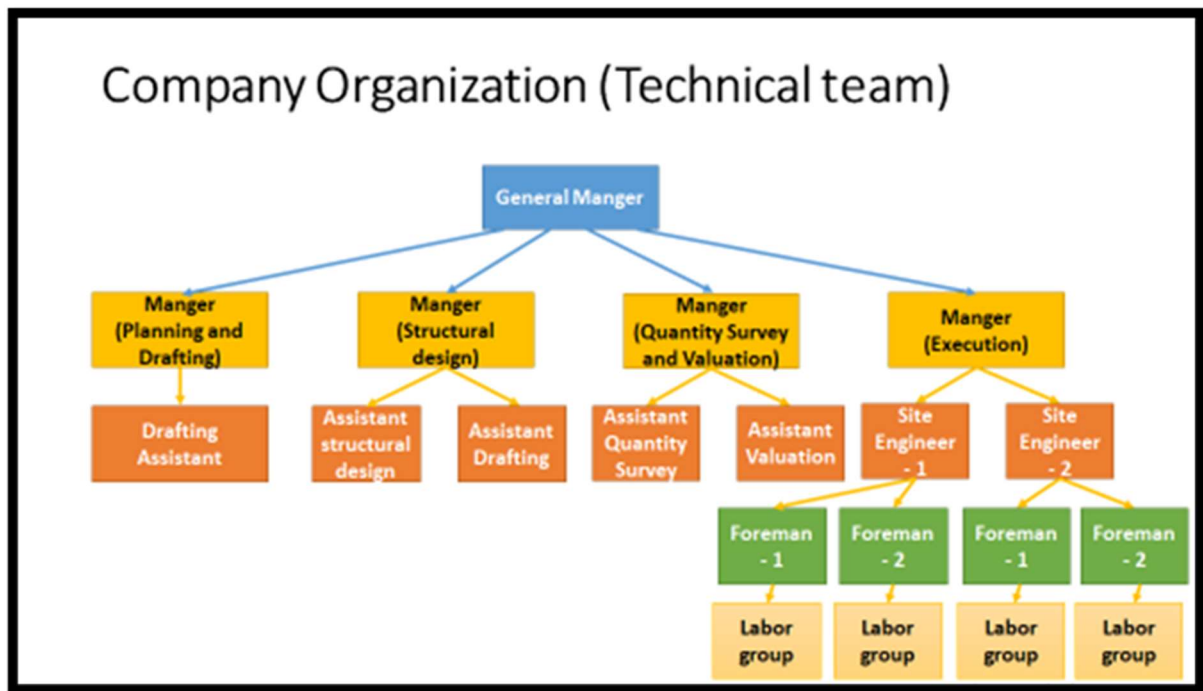 Company Organization (Technical team)
General Manger
Manger
(Planning and
Drafting)
Manger
(Structural
design)
Manger
(Quantity Survey
and Valuation)
Manger
(Execution)
Drafting
Assistant
Assistant
structural
design
Assistant
Drafting
Assistant
Quantity
Survey
Assistant
Valuation
Site
Engineer
- 1
Site
Engineer
- 2
Foreman
- 1
Foreman
- 2
Foreman
- 1
Foreman
- 2
Labor
group
Labor
group
Labor
group
Labor
group